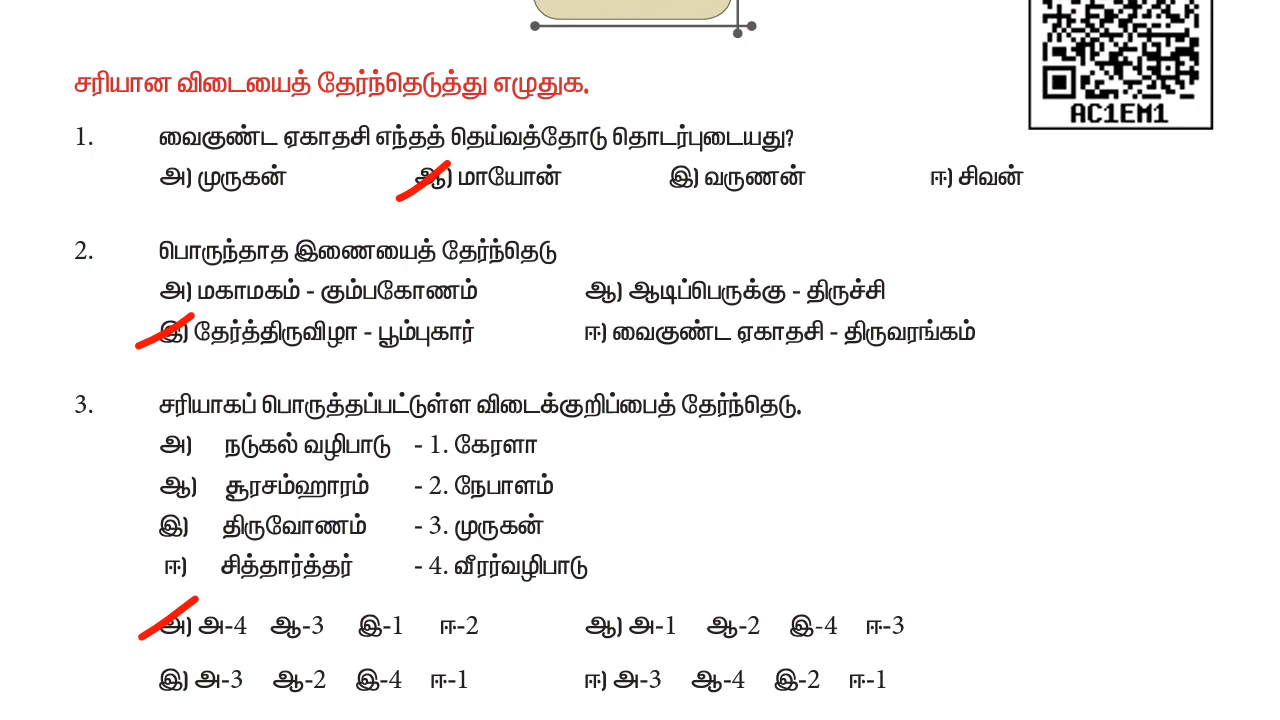 AC1EM1
சரியான விடையைத் தேர்ந்தெடுத்து எழுதுக.
1. வைகுண்ட ஏகாதசி எந்தத் தெய்வத்தோடு தொடர்புடையது?
அ) முருகன் ஆ) மாயோன் இ) வருணன் ஈ) சிவன்
2. பொருந்தாத இணையைத் தேர்ந்தெடு
அ) மகாமகம் - கும்பகோணம் ஆ) ஆடிப்பெருக்கு - திருச்சி
இ) தேர்த்திருவிழா - பூம்புகார் ஈ) வைகுண்ட ஏகாதசி - திருவரங்கம்
3. சரியாகப் பொருத்தப்பட்டுள்ள விடைக்குறிப்பைத் தேர்ந்தெடு.
அ) நடுகல் வழிபாடு - 1. கேரளா
ஆ) சூரசம்ஹாரம் - 2. நேபாளம்
இ) திருவோணம் - 3. முருகன்
ஈ) சித்தார்த்தர் - 4. வீரர்வழிபாடு
அ) அ-4 ஆ-3 இ-1 ஈ-2 ஆ) அ-1 ஆ-2 இ-4 ஈ-3
இ) அ-3 ஆ-2 இ-4 ஈ-1 ஈ) அ-3 ஆ-4 இ-2 ஈ-1